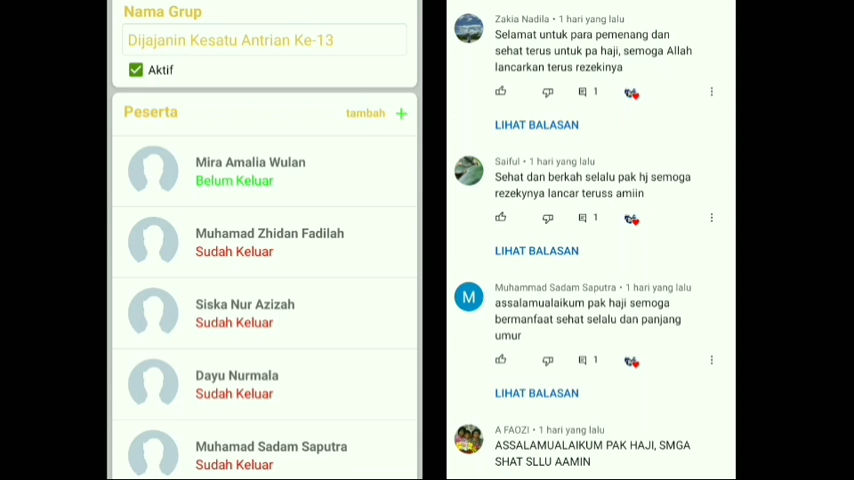 Nama Grup
Dijajanin Kesatu Antrian Ke-13
Aktif
Peserta
tambah +
Mira Amalia Wulan
Belum Keluar
Muhamad Zhidan Fadilah
Sudah Keluar
Siska Nur Azizah
Sudah Keluar
Dayu Nurmala
Sudah Keluar
Muhamad Sadam Saputra
Sudah Keluar
Zakia Nadila • 1 hari yang lalu
Selamat untuk para pemenang dan
sehat terus untuk pa haji, semoga Allah
lancarkan terus rezekinya
1
LIHAT BALASAN
Saiful • 1 hari yang lalu
Sehat dan berkah selalu pak hj semoga
rezekynya lancar teruss amiin
1
LIHAT BALASAN
M
Muhammad Sadam Saputra • 1 hari yang lalu
assalamualaikum pak haji semoga
bermanfaat sehat selalu dan panjang
umur
1
LIHAT BALASAN
A FAOZI • 1 hari yang lalu
ASSALAMUALAIKUM PAK HAJI, SMGA
SHAT SLLU AAMIN